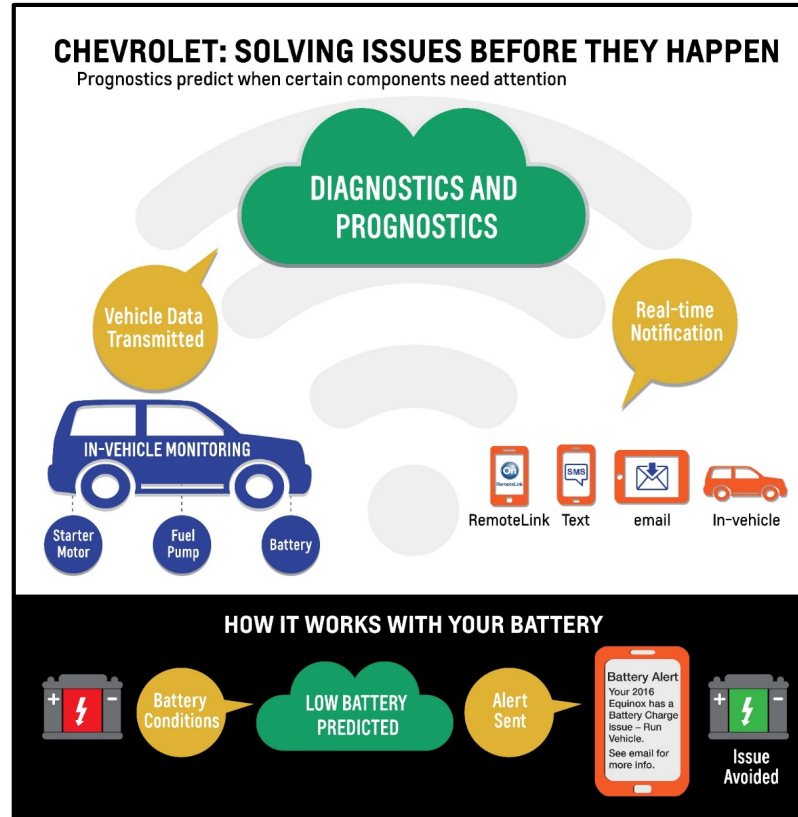 CHEVROLET: SOLVING ISSUES BEFORE THEY HAPPEN
Prognostics predict when certain components need attention
DIAGNOSTICS AND
PROGNOSTICS
Vehicle Data
Transmitted
Real-time
Notification
IN-VEHICLE MONITORING
Starter
Motor
Fuel
Pump
Battery
On
RemoteLink
SMS
RemoteLink
Text
email
In-vehicle
HOW IT WORKS WITH YOUR BATTERY
+ -
Battery
Conditions
LOW BATTERY
PREDICTED
Alert
Sent
Battery Alert
Your 2016
Equinox has a
Battery Charge
issue – Run
Vehicle.
See email for
more info.
+ -
Issue
Avoided